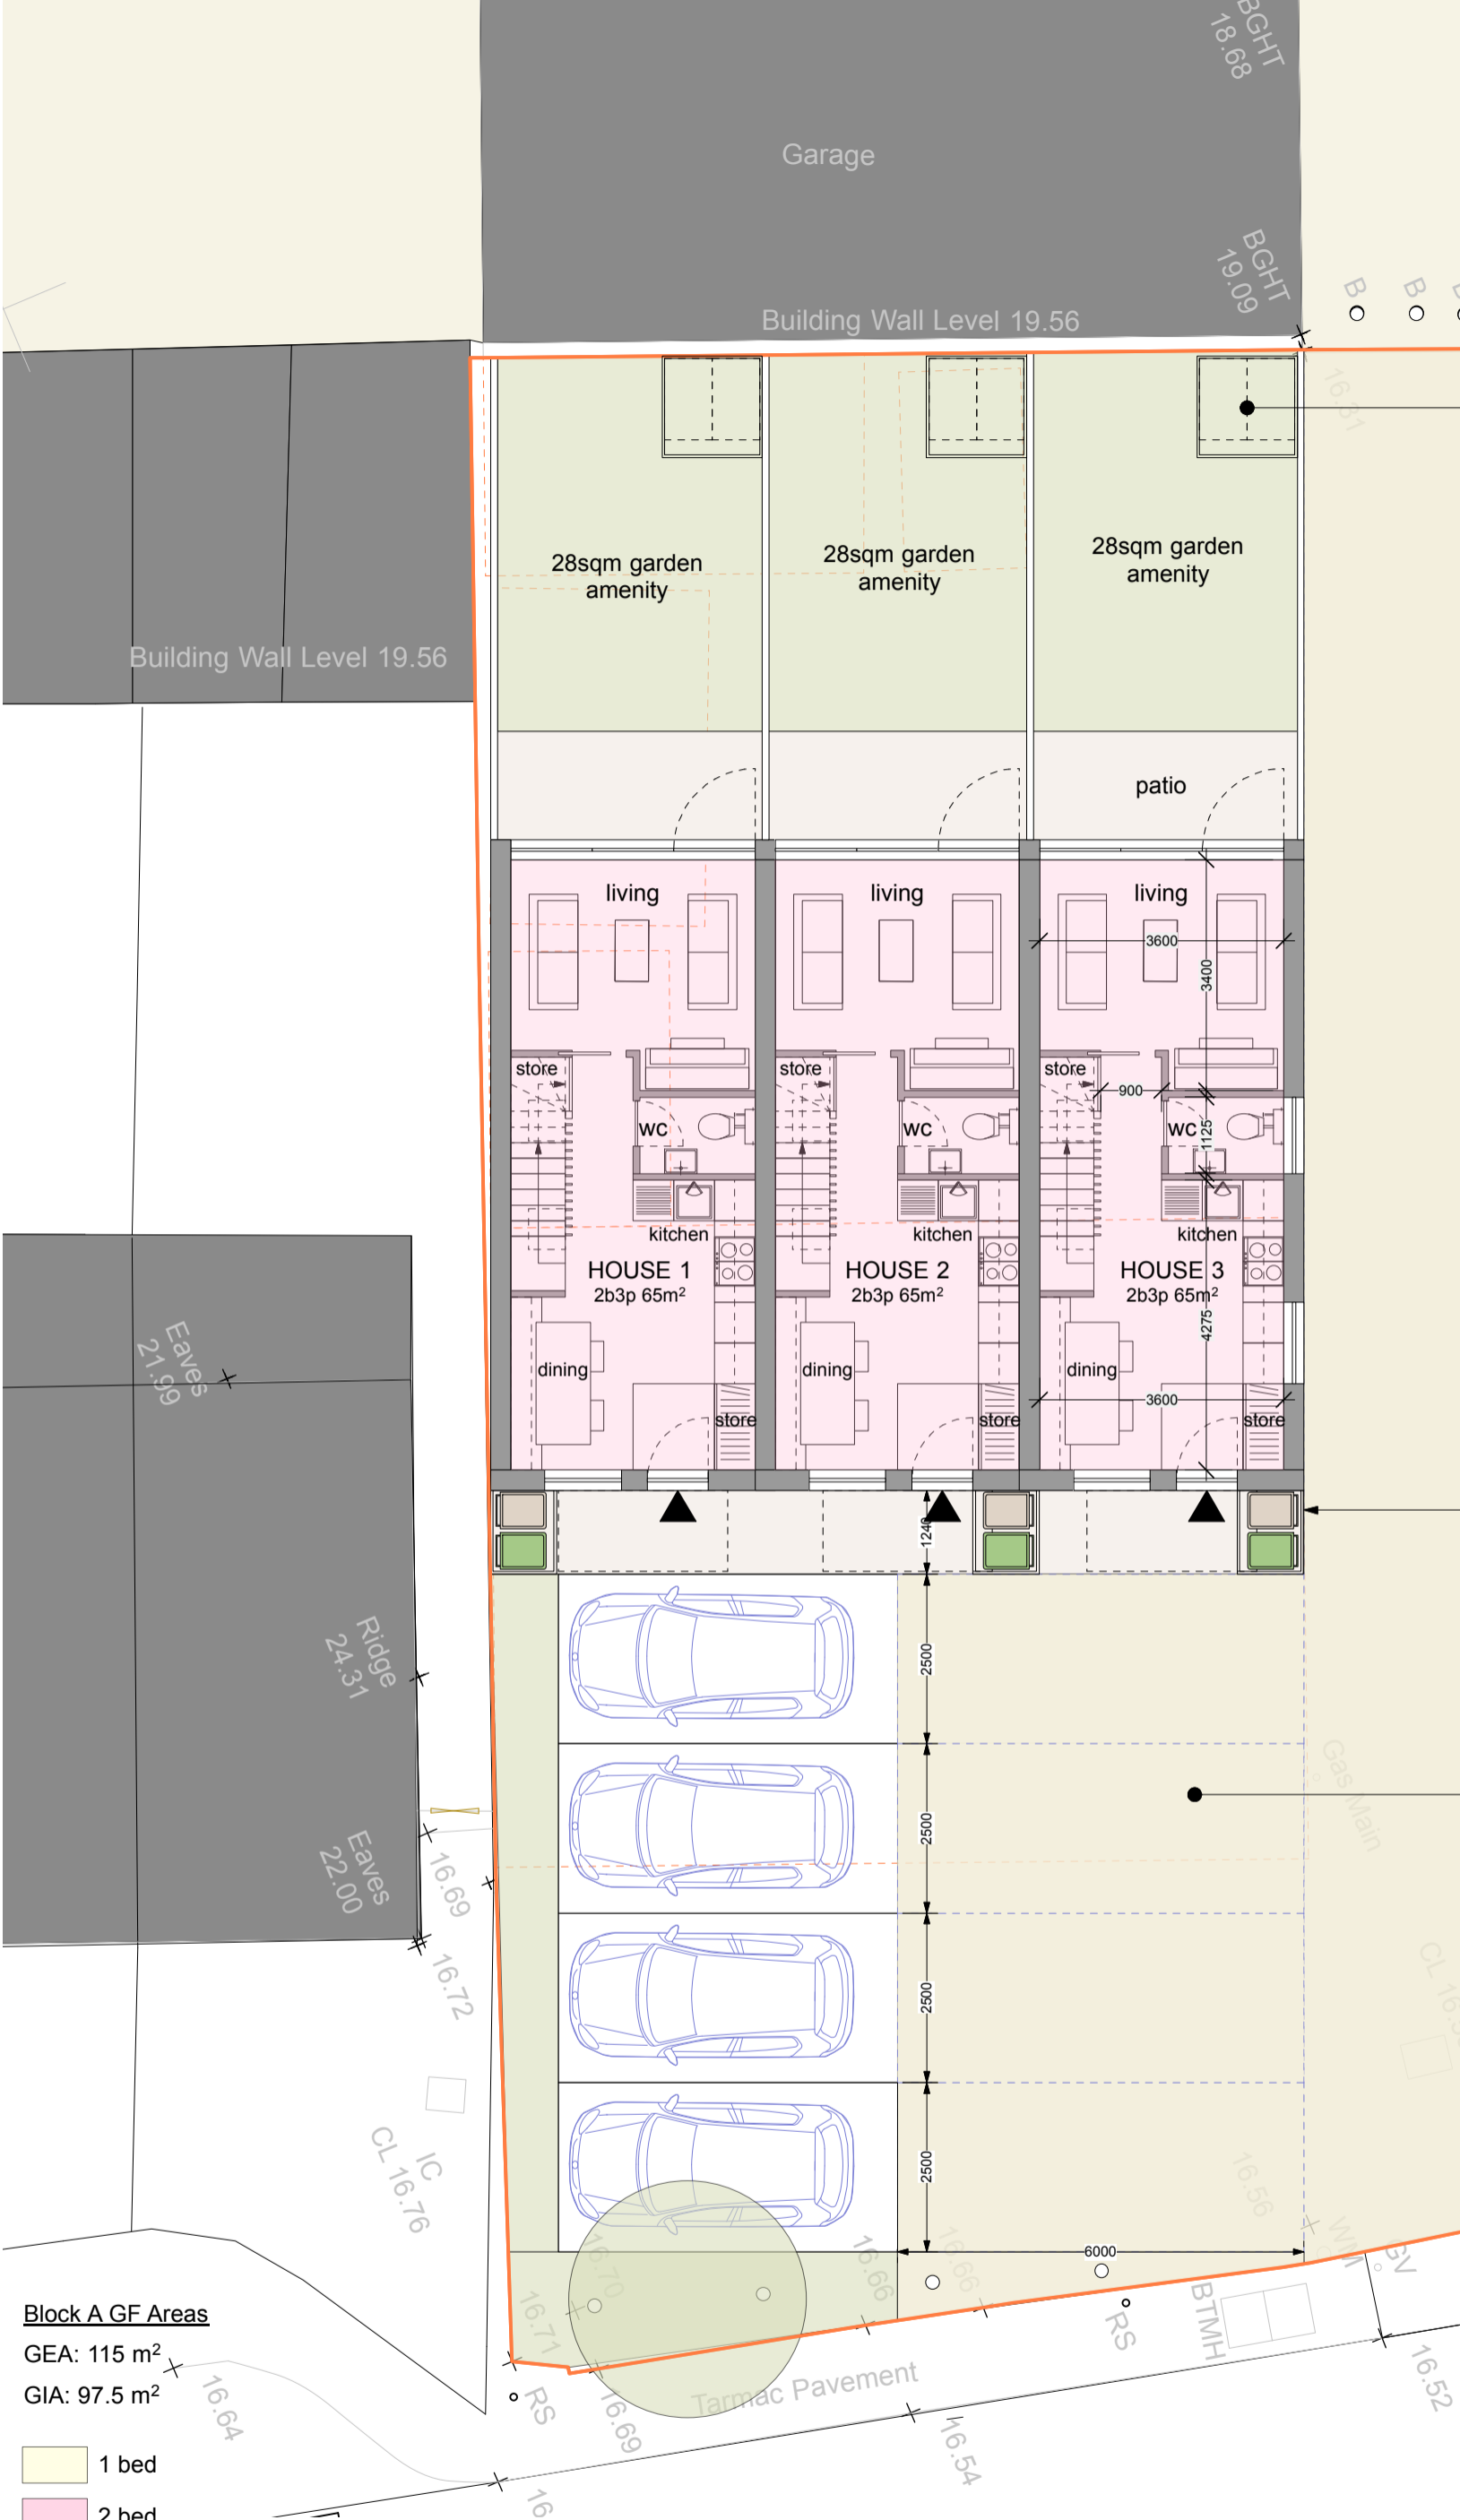 BGHT
18.68
Garage
BGHT
19.09
Building Wall Level 19.56
B
B
16.31
28sqm garden
amenity
28sqm garden
amenity
28sqm garden
amenity
Building Wall Level 19.56
patio
living
living
living
3600
3400
store
store
store
900
wc
wc
wc
1125
kitchen
kitchen
kitchen
HOUSE 1
2b3p 65m²
HOUSE 2
2b3p 65m²
HOUSE 3
2b3p 65m²
4275
Eaves
21.99
dining
dining
dining
3600
store
store
store
1240
2500
Ridge
24.31
Gas Main
2500
Eaves
22.00
16.69
2500
16.72
2500
IC
CL 16.76
16.56
WM
GV
6000
16.70
16.66
16.66
16.71
BTMH
RS
Block A GF Areas
GEA: 115 m²
GIA: 97.5 m²
16.64
RS
16.69
Tarmac Pavement
16.54
16.52
1 bed
2 bed
16